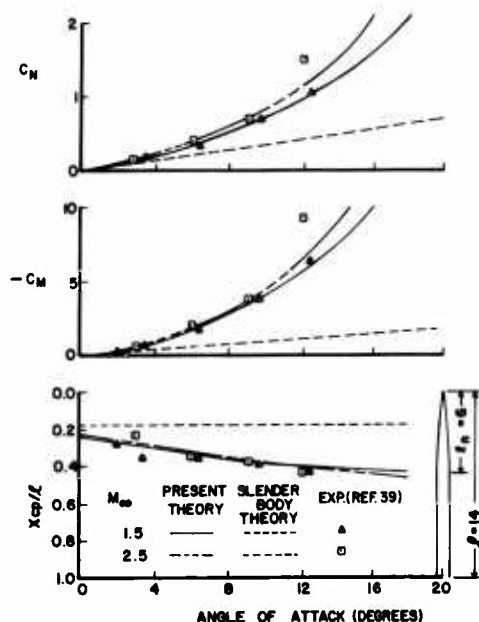 2
C_N
1
0
10
-C_M
5
0
0.0
0.2
0.4
X_cp/ℓ
0.6
0.8
1.0
M∞ PRESENT THEORY SLENDER BODY THEORY EXP.(REF. 39)
1.5
2.5
ℓ_n = 6
ℓ = 14
0 4 8 12 16 20
ANGLE OF ATTACK (DEGREES)